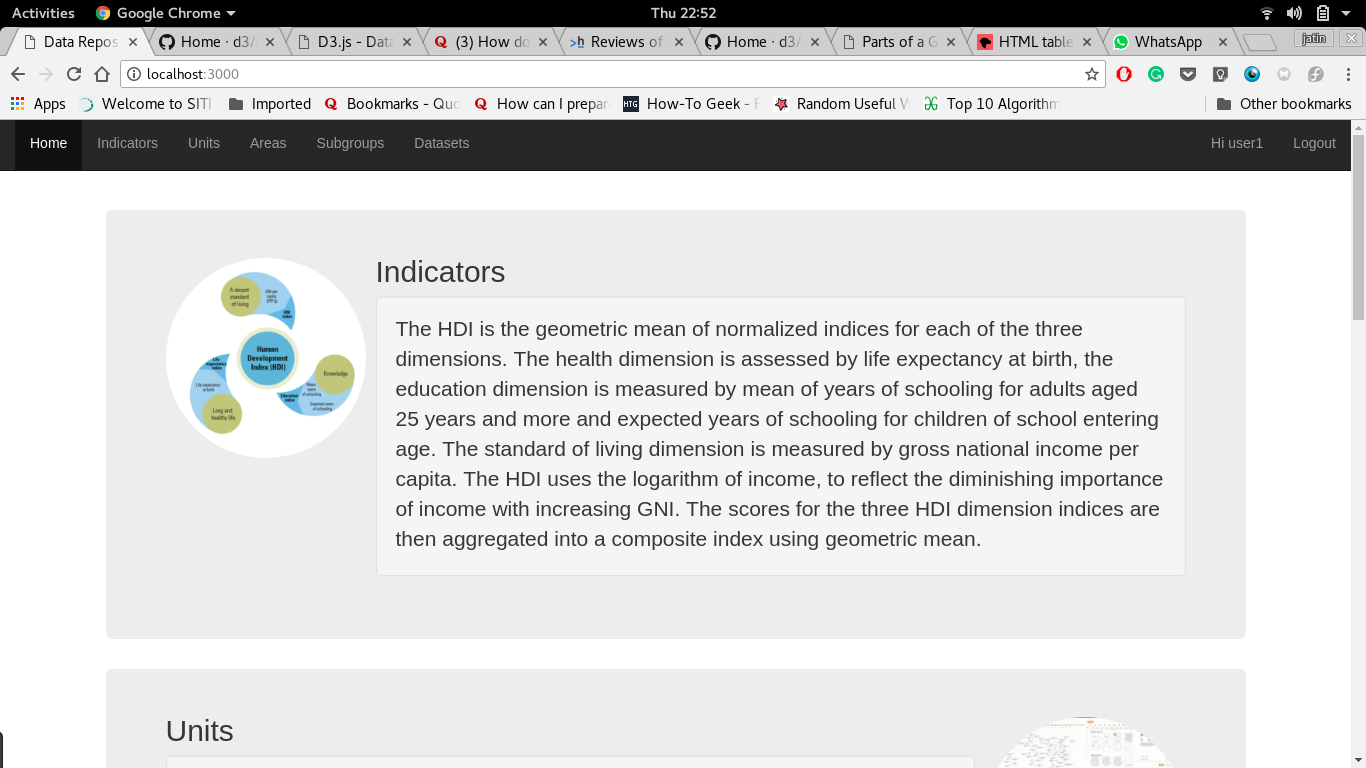 Activities Google Chrome Thu 22:52
Data Repos Home · d3/ D3.js - Data (3) How do Reviews of Home · d3/ Parts of a G HTML table WhatsApp jatin
localhost:3000
Apps Welcome to SITI Imported Bookmarks - Quo How can I prepar HTG How-To Geek - F Random Useful W Top 10 Algorithm Other bookmarks
Home Indicators Units Areas Subgroups Datasets Hi user1 Logout
Indicators
A decent
standard
of living
GNI per
capita
(PPP $)
GNI
index
Human
Development
Index (HDI)
Life
expectancy
index
Life expectancy
at birth
Long and
healthy life
Knowledge
Mean
years
of schooling
Education
index
Expected years
of schooling
The HDI is the geometric mean of normalized indices for each of the three
dimensions. The health dimension is assessed by life expectancy at birth, the
education dimension is measured by mean of years of schooling for adults aged
25 years and more and expected years of schooling for children of school entering
age. The standard of living dimension is measured by gross national income per
capita. The HDI uses the logarithm of income, to reflect the diminishing importance
of income with increasing GNI. The scores for the three HDI dimension indices are
then aggregated into a composite index using geometric mean.
Units